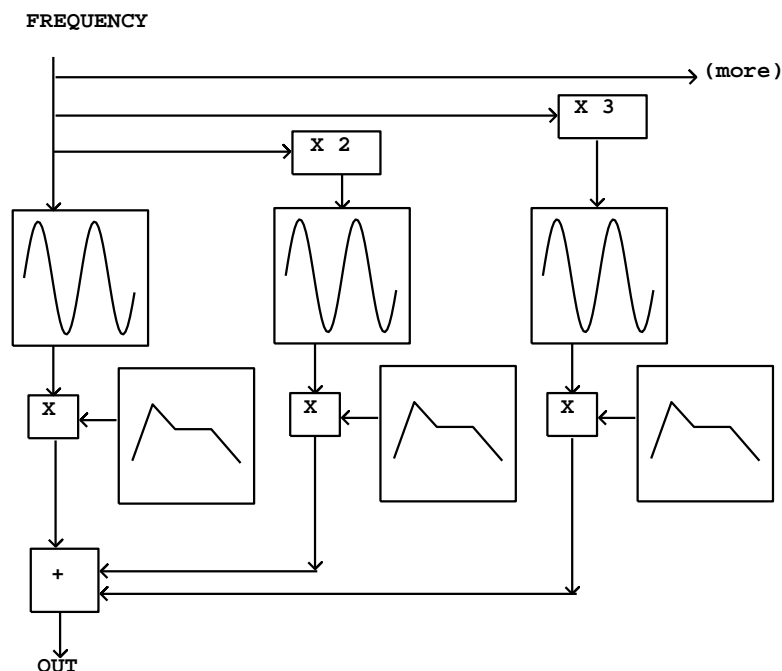 FREQUENCY
(more)
X 3
X 2
X
X
X
+
OUT